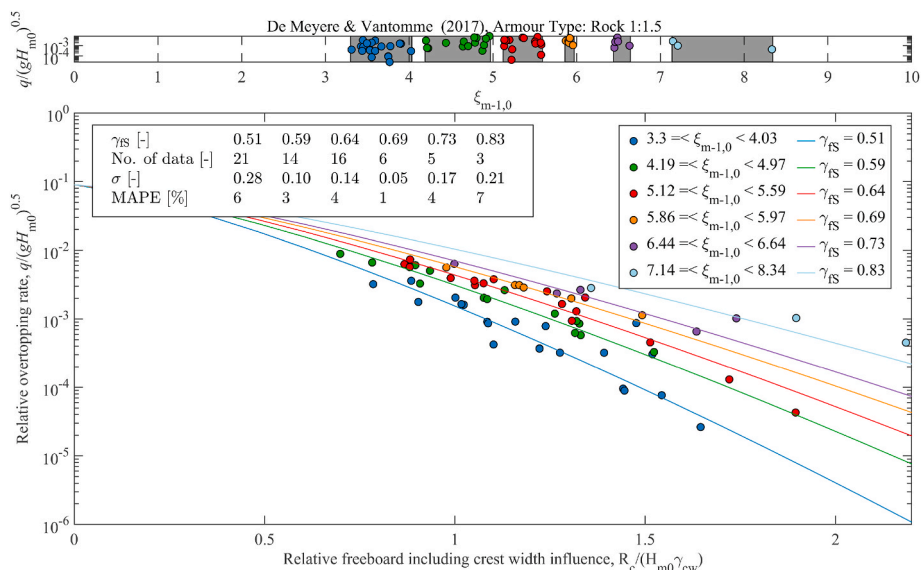 De Meyere & Vantomme (2017), Armour Type: Rock 1:1.5
q/(gH_m0)^0.5
10^-3
10^-4
0 1 2 3 4 5 6 7 8 9 10
ξ_m-1,0
10^0
10^-1
10^-2
10^-3
10^-4
10^-5
10^-6
Relative overtopping rate, q/(gH_m0)^0.5
γ_fS [-] 0.51 0.59 0.64 0.69 0.73 0.83
No. of data [-] 21 14 16 6 5 3
σ [-] 0.28 0.10 0.14 0.05 0.17 0.21
MAPE [%] 6 3 4 1 4 7
3.3 =< ξ_m-1,0 < 4.03 γ_fS = 0.51
4.19 =< ξ_m-1,0 < 4.97 γ_fS = 0.59
5.12 =< ξ_m-1,0 < 5.59 γ_fS = 0.64
5.86 =< ξ_m-1,0 < 5.97 γ_fS = 0.69
6.44 =< ξ_m-1,0 < 6.64 γ_fS = 0.73
7.14 =< ξ_m-1,0 < 8.34 γ_fS = 0.83
0 0.5 1 1.5 2
Relative freeboard including crest width influence, R_c/(H_m0γ_cw)